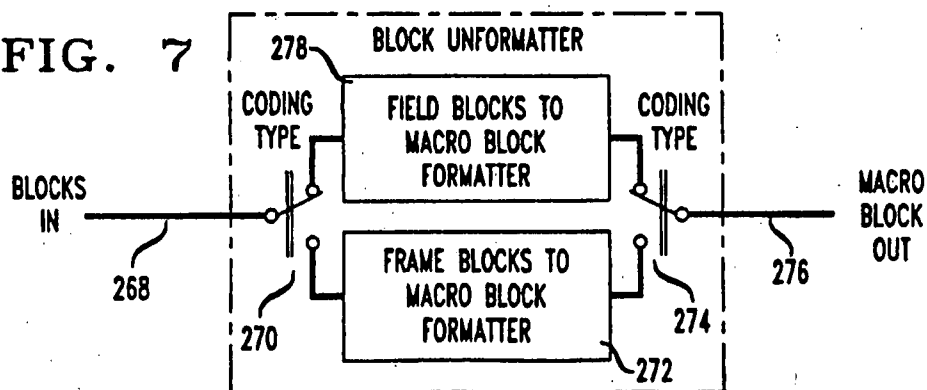 FIG. 7
BLOCK UNFORMATTER
278
CODING
TYPE
FIELD BLOCKS TO
MACRO BLOCK
FORMATTER
CODING
TYPE
BLOCKS
IN
MACRO
BLOCK
OUT
268
270
FRAME BLOCKS TO
MACRO BLOCK
FORMATTER
272
274
276